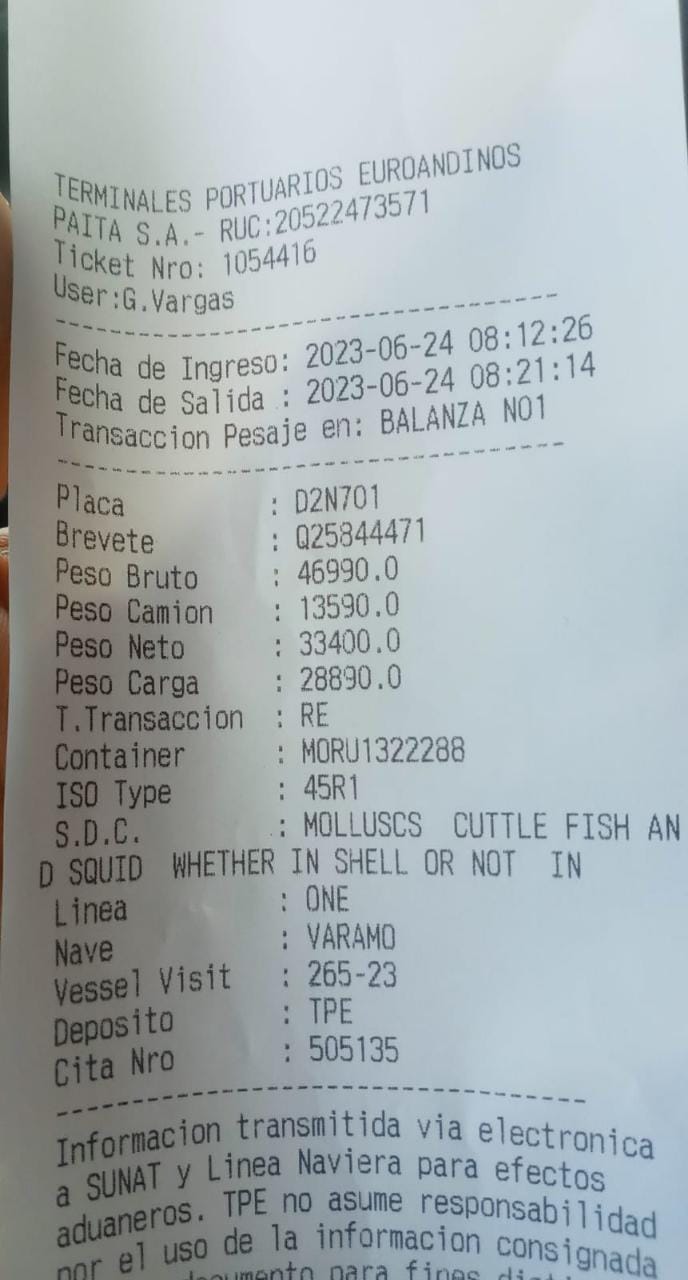 TERMINALES PORTUARIOS EUROANDINOS
PAITA S.A.- RUC:20522473571
Ticket Nro: 1054416
User:G.Vargas
--------------------------------
Fecha de Ingreso: 2023-06-24 08:12:26
Fecha de Salida : 2023-06-24 08:21:14
Transaccion Pesaje en: BALANZA NO1
--------------------------------
Placa : D2N701
Brevete : Q25844471
Peso Bruto : 46990.0
Peso Camion : 13590.0
Peso Neto : 33400.0
Peso Carga : 28890.0
T.Transaccion : RE
Container : MORU1322288
ISO Type : 45R1
S.D.C. : MOLLUSCS CUTTLE FISH AN
D SQUID WHETHER IN SHELL OR NOT IN
Linea : ONE
Nave : VARAMO
Vessel Visit : 265-23
Deposito : TPE
Cita Nro : 505135
--------------------------------
Informacion transmitida via electronica
a SUNAT y Linea Naviera para efectos
aduaneros. TPE no asume responsabilidad
por el uso de la informacion consignada
documento para fines